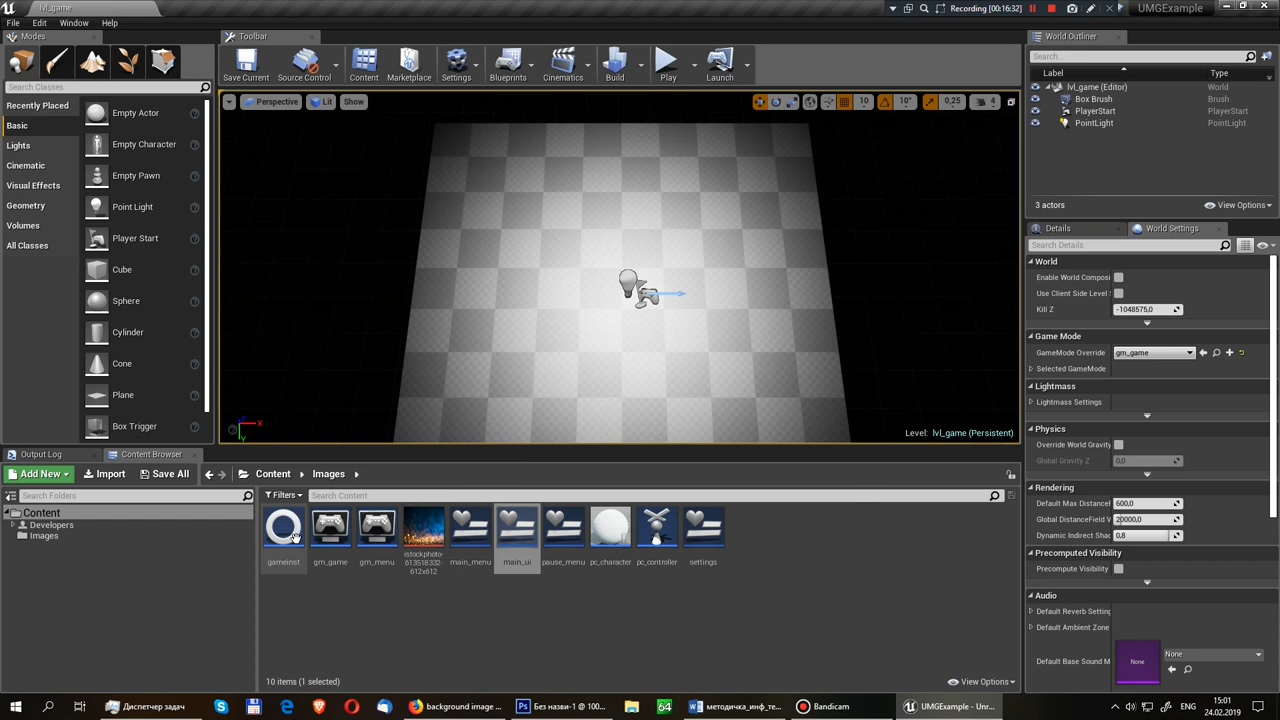 lvl_game
Recording [00:16:32]
UMGExample
File Edit Window Help
Modes
Toolbar
World Outliner
Save Current
Source Control
Content
Marketplace
Settings
Blueprints
Cinematics
Build
Play
Launch
Search...
Label
Type
lvl_game (Editor) World
Box Brush Brush
PlayerStart PlayerStart
PointLight PointLight
3 actors
View Options
Search Classes
Recently Placed
Basic
Lights
Cinematic
Visual Effects
Geometry
Volumes
All Classes
Empty Actor
Empty Character
Empty Pawn
Point Light
Player Start
Cube
Sphere
Cylinder
Cone
Plane
Box Trigger
Perspective
Lit
Show
10
10°
0,25
4
X
Y
Level: lvl_game (Persistent)
Details
World Settings
Search Details
World
Enable World Composi
Use Client Side Level
Kill Z -1048575,0
Game Mode
GameMode Override gm_game
Selected GameMode
Lightmass
Lightmass Settings
Physics
Override World Gravity
Global Gravity Z 0,0
Rendering
Default Max Distance 600,0
Global DistanceField V 20000,0
Dynamic Indirect Shad 0,8
Precomputed Visibility
Precompute Visibility
Audio
Default Reverb Setting
Default Ambient Zone
Default Base Sound M
None
None
Output Log
Content Browser
Add New
Import
Save All
Content
Images
Search Folders
Filters
Search Content
Content
Developers
Images
gameinst
gm_game
gm_menu
istockphoto-
613518332-
612x612
main_menu
main_ui
pause_menu
pc_character
pc_controller
settings
10 items (1 selected)
View Options
Диспетчер задач
background image ...
Без назви-1 @ 100...
64
методичка_инф_те...
Bandicam
UMGExample - Unr...
15:01
24.02.2019